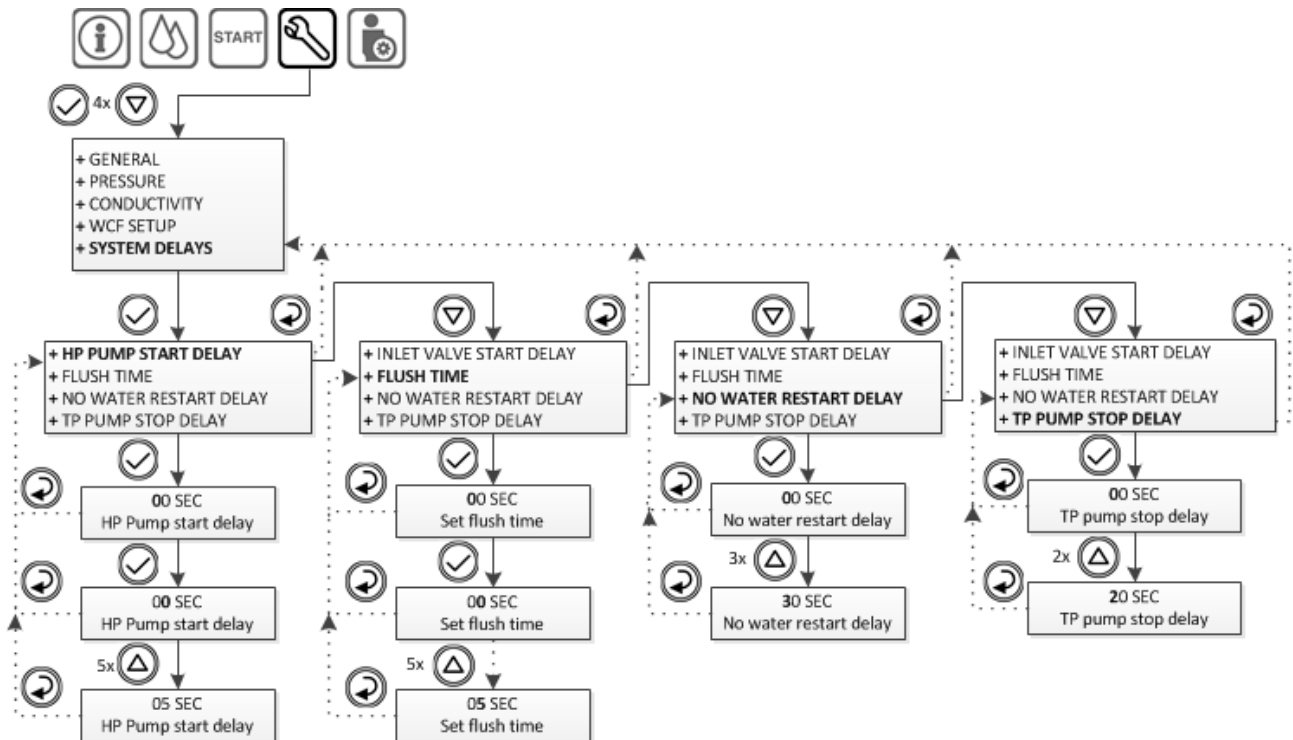 START
4x
+ GENERAL
+ PRESSURE
+ CONDUCTIVITY
+ WCF SETUP
+ SYSTEM DELAYS
+ HP PUMP START DELAY
+ FLUSH TIME
+ NO WATER RESTART DELAY
+ TP PUMP STOP DELAY
00 SEC
HP Pump start delay
00 SEC
HP Pump start delay
5x
05 SEC
HP Pump start delay
+ INLET VALVE START DELAY
+ FLUSH TIME
+ NO WATER RESTART DELAY
+ TP PUMP STOP DELAY
00 SEC
Set flush time
00 SEC
Set flush time
5x
05 SEC
Set flush time
+ INLET VALVE START DELAY
+ FLUSH TIME
+ NO WATER RESTART DELAY
+ TP PUMP STOP DELAY
00 SEC
No water restart delay
3x
30 SEC
No water restart delay
+ INLET VALVE START DELAY
+ FLUSH TIME
+ NO WATER RESTART DELAY
+ TP PUMP STOP DELAY
00 SEC
TP pump stop delay
2x
20 SEC
TP pump stop delay